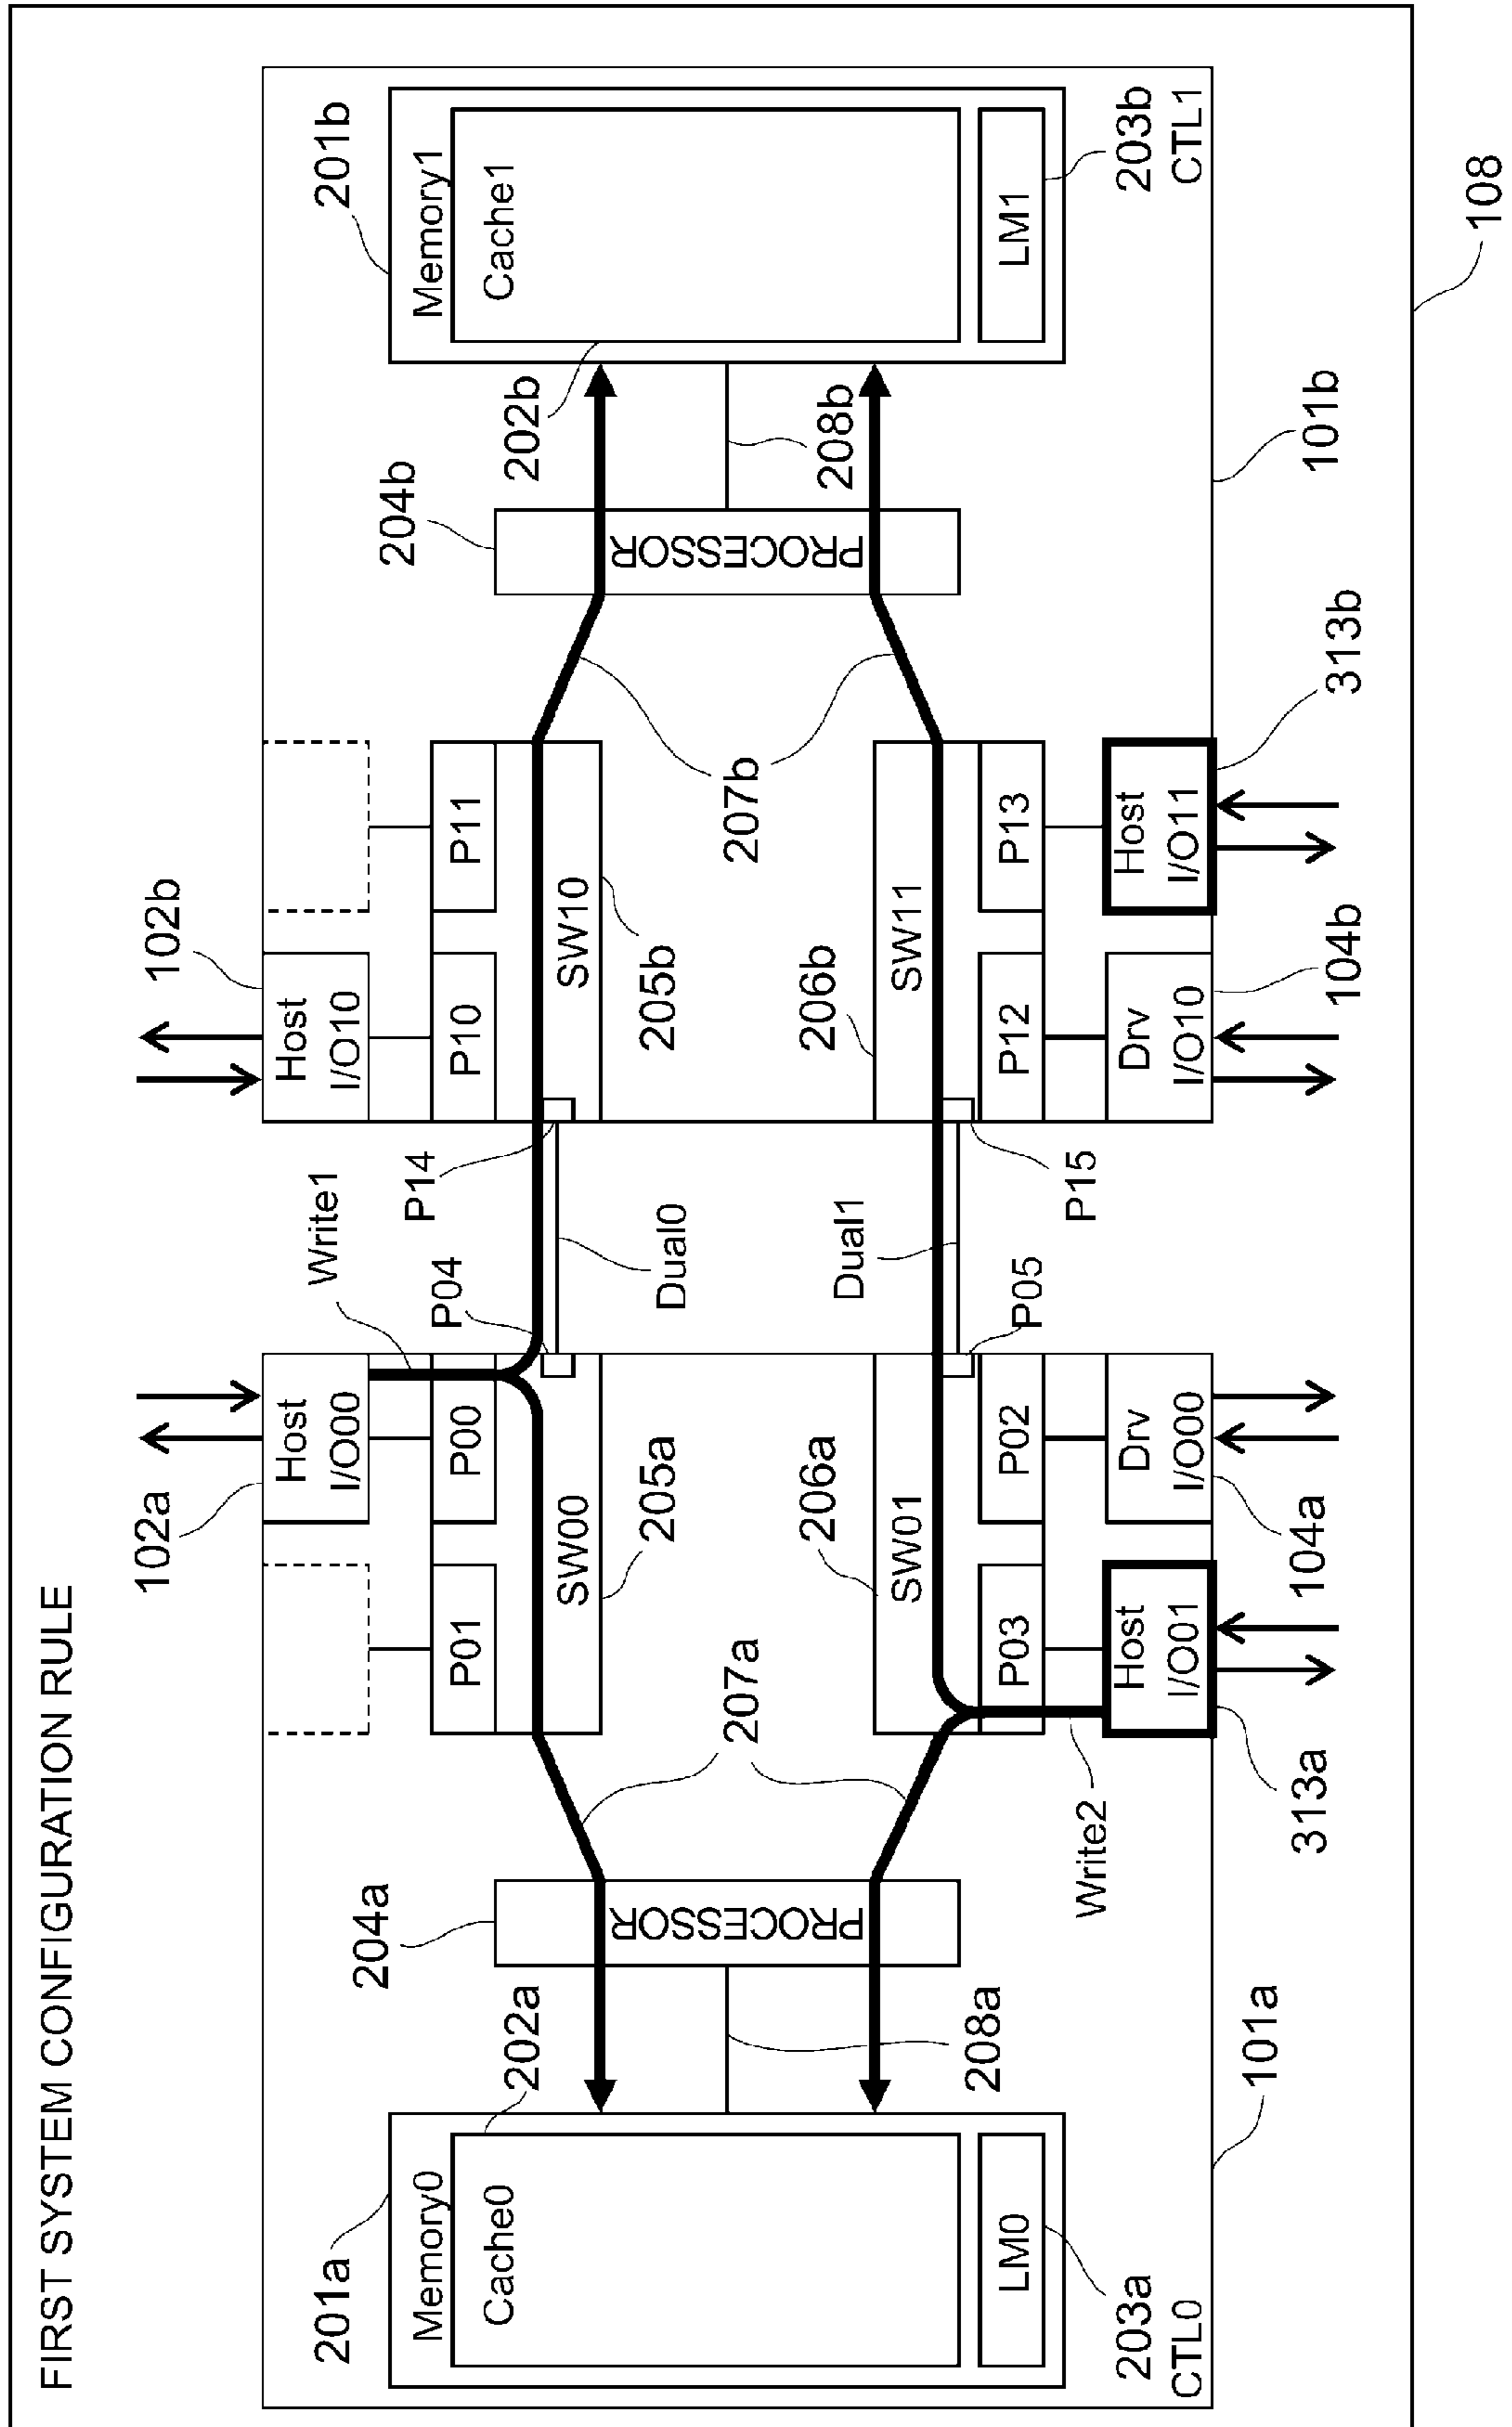 FIRST SYSTEM CONFIGURATION RULE
102a
102b
Host
I/O00
Host
I/O10
Write1
201a
201b
Memory0
Memory1
204a
P04
P14
204b
P01
P00
P10
P11
Cache0
Cache1
202a
202b
SW00
SW10
205a
Dual0
205b
PROCESSOR
PROCESSOR
207a
207b
206a
Dual1
206b
208b
SW01
SW11
208a
P03
P02
P05
P15
P12
P13
LM0
LM1
Write2
203a
203b
Host
I/O01
Drv
I/O00
Drv
I/O10
Host
I/O11
CTL0
CTL1
101a
313a
104a
104b
313b
101b
108